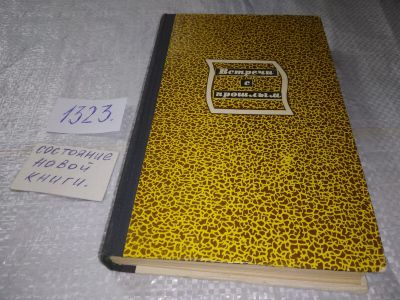 1323.
состояние
новой
книги.
Встречи
с
прошлым